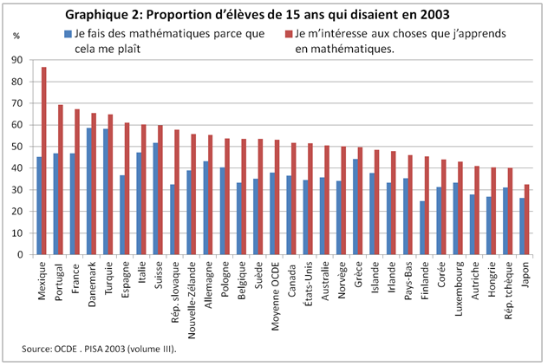 Graphique 2: Proportion d'élèves de 15 ans qui disaient en 2003
%
Je fais des mathématiques parce que
cela me plaît
Je m'intéresse aux choses que j'apprends
en mathématiques.
90
80
70
60
50
40
30
20
10
0
Mexique
Portugal
France
Danemark
Turquie
Espagne
Italie
Suisse
Rép. slovaque
Nouvelle-Zélande
Allemagne
Pologne
Belgique
Suède
Moyenne OCDE
Canada
États-Unis
Australie
Norvège
Grèce
Islande
Irlande
Pays-Bas
Finlande
Corée
Luxembourg
Autriche
Hongrie
Rép. tchèque
Japon
Source: OCDE . PISA 2003 (volume III).